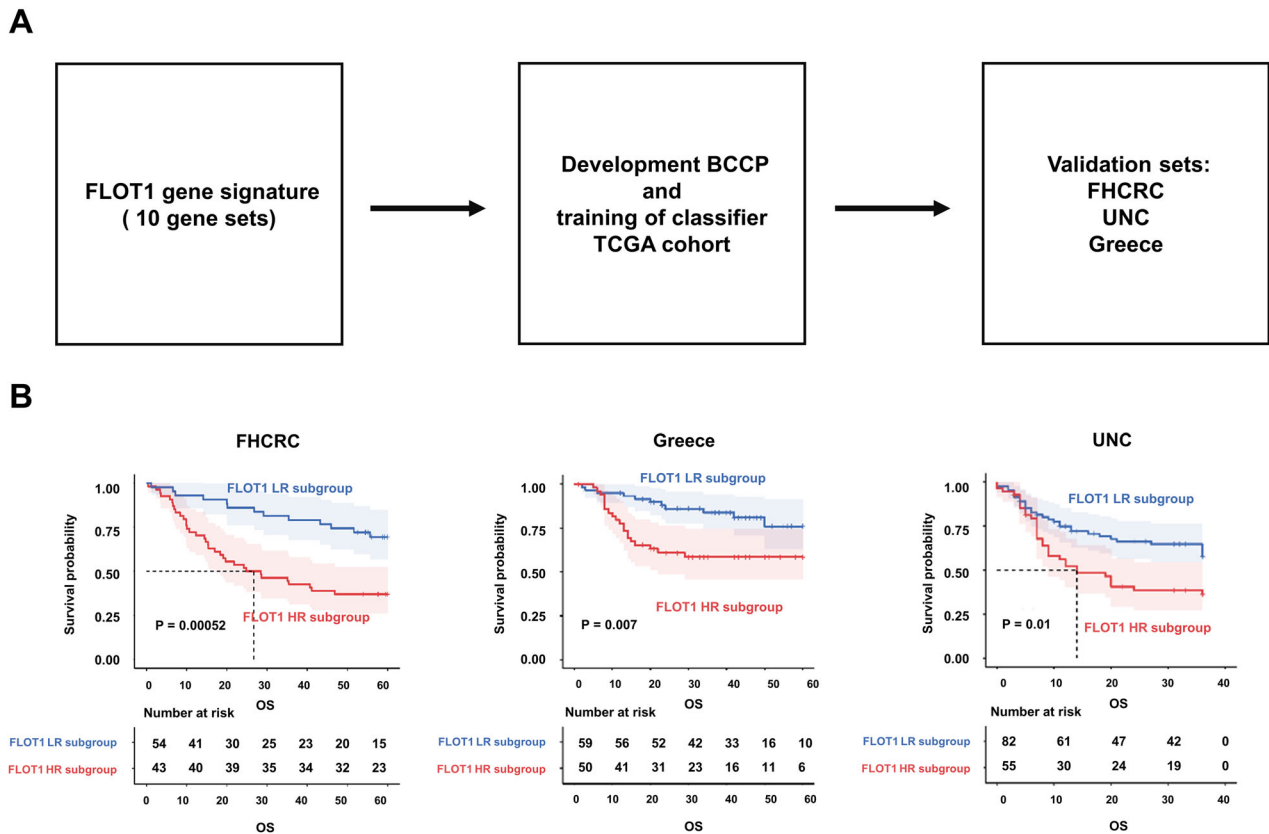 A
FLOT1 gene signature
( 10 gene sets)
Development BCCP
and
training of classifier
TCGA cohort
Validation sets:
FHCRC
UNC
Greece
B
FHCRC
Survival probability
1.00
0.75
0.50
0.25
0.00
FLOT1 LR subgroup
FLOT1 HR subgroup
P = 0.00052
0 10 20 30 40 50 60
OS
Number at risk
FLOT1 LR subgroup 54 41 30 25 23 20 15
FLOT1 HR subgroup 43 40 39 35 34 32 23
0 10 20 30 40 50 60
OS
Greece
Survival probability
1.00
0.75
0.50
0.25
0.00
FLOT1 LR subgroup
FLOT1 HR subgroup
P = 0.007
0 10 20 30 40 50 60
OS
Number at risk
FLOT1 LR subgroup 59 56 52 42 33 16 10
FLOT1 HR subgroup 50 41 31 23 16 11 6
0 10 20 30 40 50 60
OS
UNC
Survival probability
1.00
0.75
0.50
0.25
0.00
FLOT1 LR subgroup
FLOT1 HR subgroup
P = 0.01
0 10 20 30 40
OS
Number at risk
FLOT1 LR subgroup 82 61 47 42 0
FLOT1 HR subgroup 55 30 24 19 0
0 10 20 30 40
OS